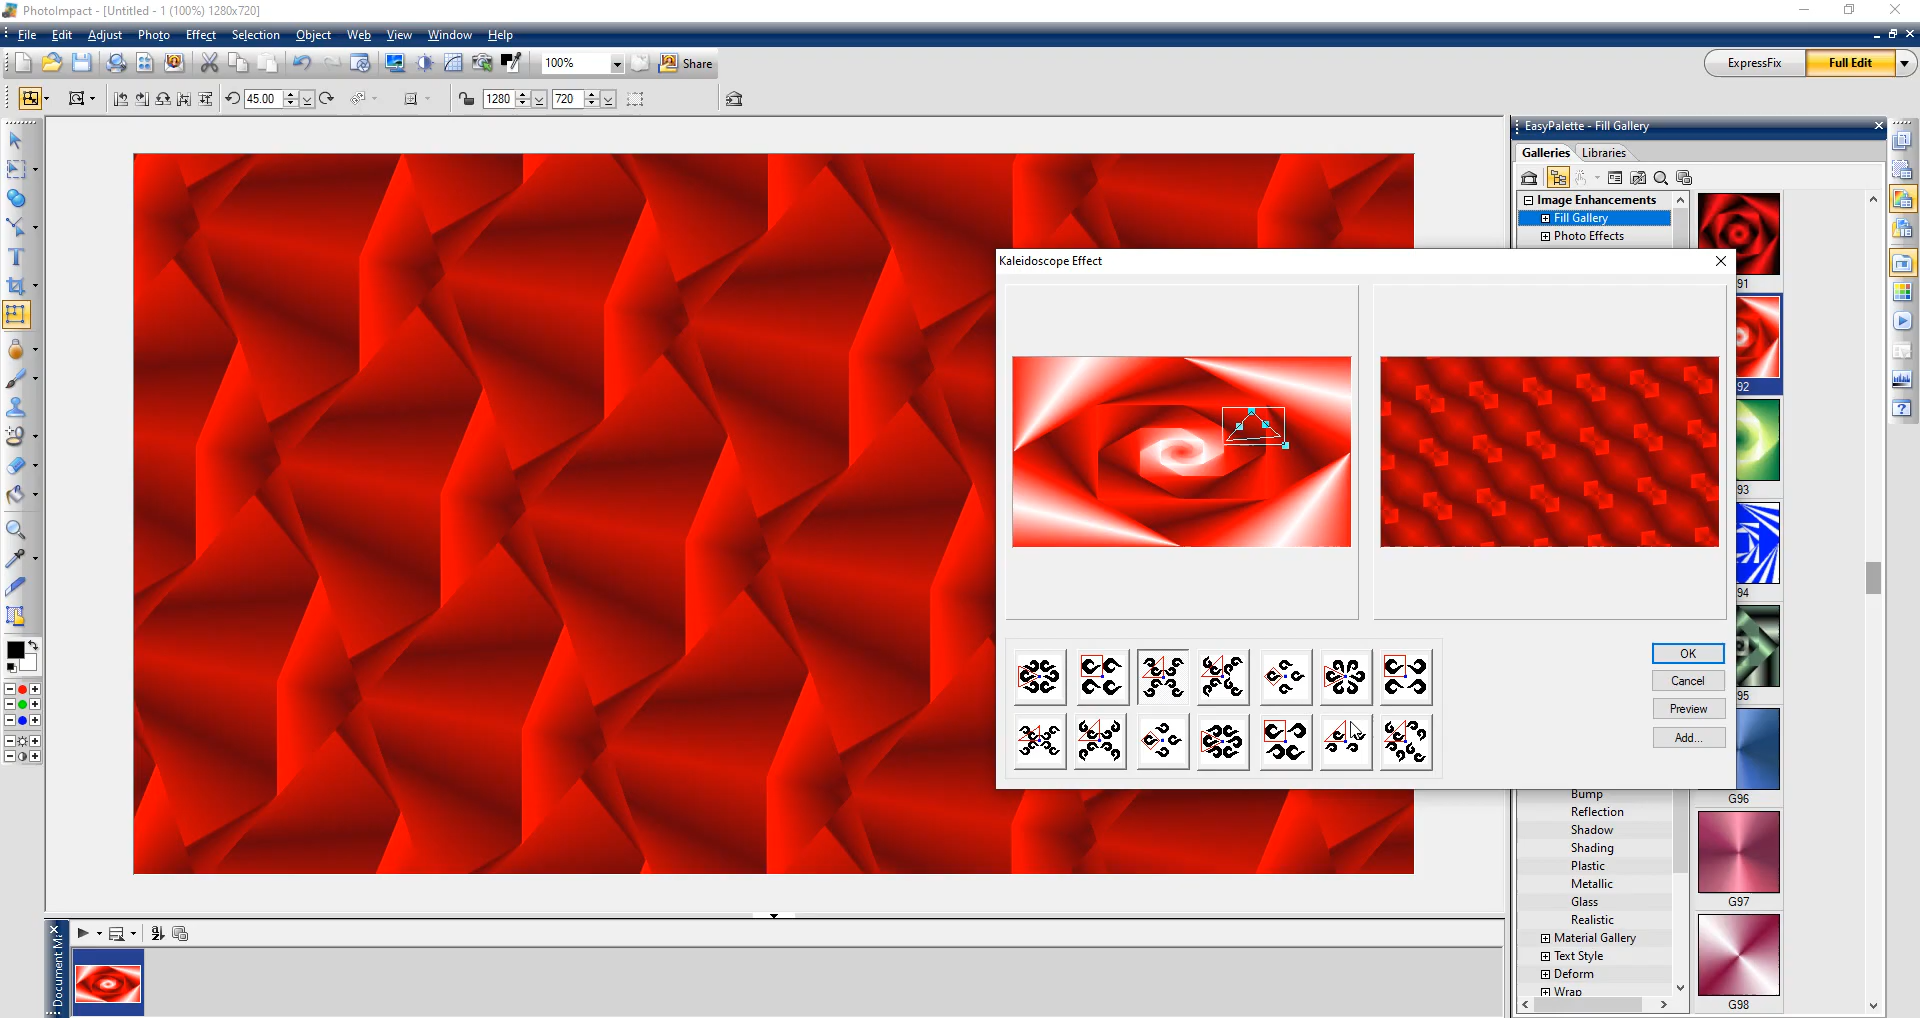 PhotoImpact - [Untitled - 1 (100%) 1280x720]
File Edit Adjust Photo Effect Selection Object Web View Window Help
100% Share
ExpressFix Full Edit
45.00 1280 720
EasyPalette - Fill Gallery
Galleries Libraries
Image Enhancements
Fill Gallery
Photo Effects
Kaleidoscope Effect
91
92
93
94
95
OK
Cancel
Preview
Add...
Bump
G96
Reflection
Shadow
Shading
Plastic
Metallic
Glass
G97
Realistic
Material Gallery
Text Style
Deform
Wrap
G98
Document Ma